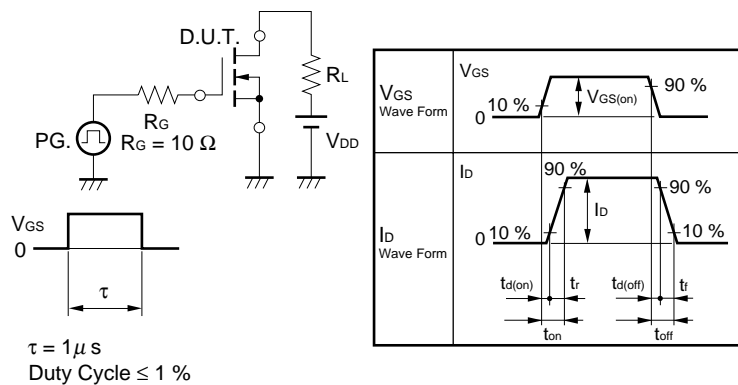 D.U.T.
RL
RG
PG.
RG = 10 Ω
VDD
VGS
0
τ
τ = 1μ s
Duty Cycle ≤ 1 %
VGS
Wave Form
VGS
10 %
0
VGS(on)
90 %
ID
Wave Form
ID
90 %
90 %
ID
0 10 %
10 %
td(on)
tr
td(off)
tf
ton
toff